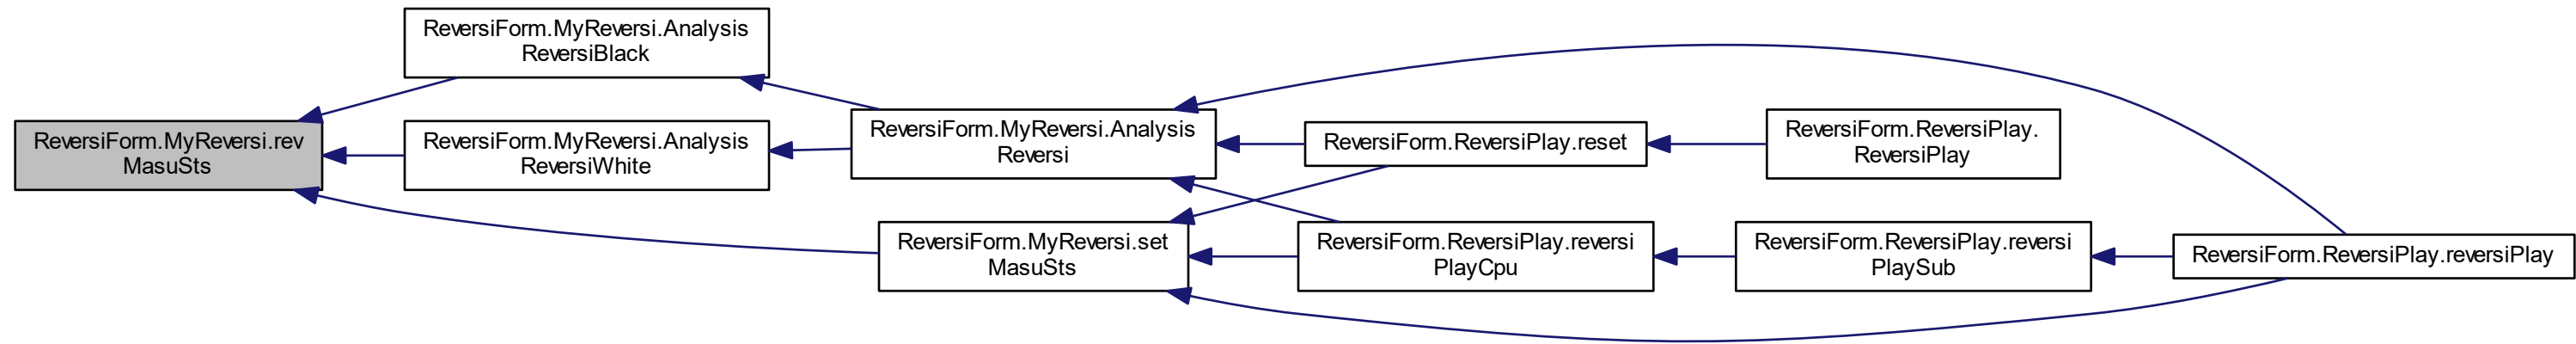 ReversiForm.MyReversi.rev
MasuSts
ReversiForm.MyReversi.Analysis
ReversiBlack
ReversiForm.MyReversi.Analysis
ReversiWhite
ReversiForm.MyReversi.Analysis
Reversi
ReversiForm.MyReversi.set
MasuSts
ReversiForm.ReversiPlay.reset
ReversiForm.ReversiPlay.reversi
PlayCpu
ReversiForm.ReversiPlay.
ReversiPlay
ReversiForm.ReversiPlay.reversi
PlaySub
ReversiForm.ReversiPlay.reversiPlay